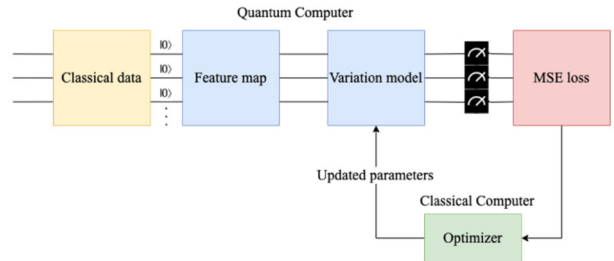 Quantum Computer
|0⟩
Classical data
|0⟩
Feature map
Variation model
MSE loss
|0⟩
Updated parameters
Classical Computer
Optimizer